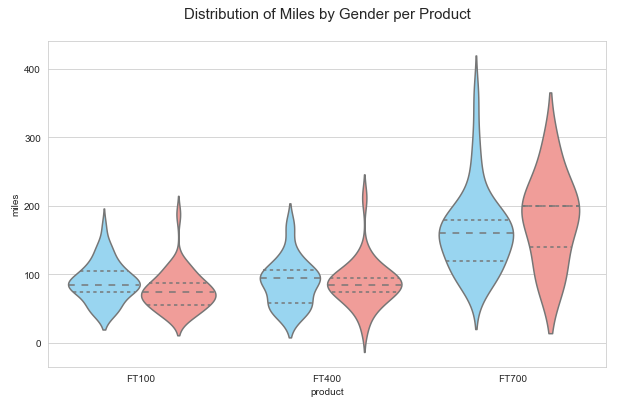 Distribution of Miles by Gender per Product
400
300
200
100
0
miles
FT100 FT400 FT700
product